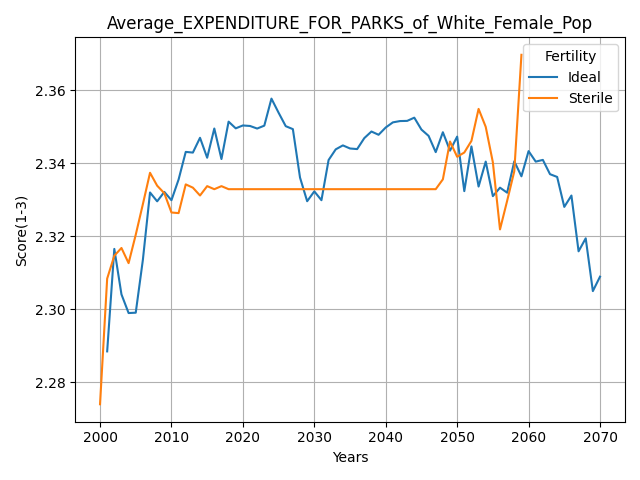 Average_EXPENDITURE_FOR_PARKS_of_White_Female_Pop
Fertility
Ideal
Sterile
2.36
2.34
2.32
2.30
2.28
Score(1-3)
2000 2010 2020 2030 2040 2050 2060 2070
Years